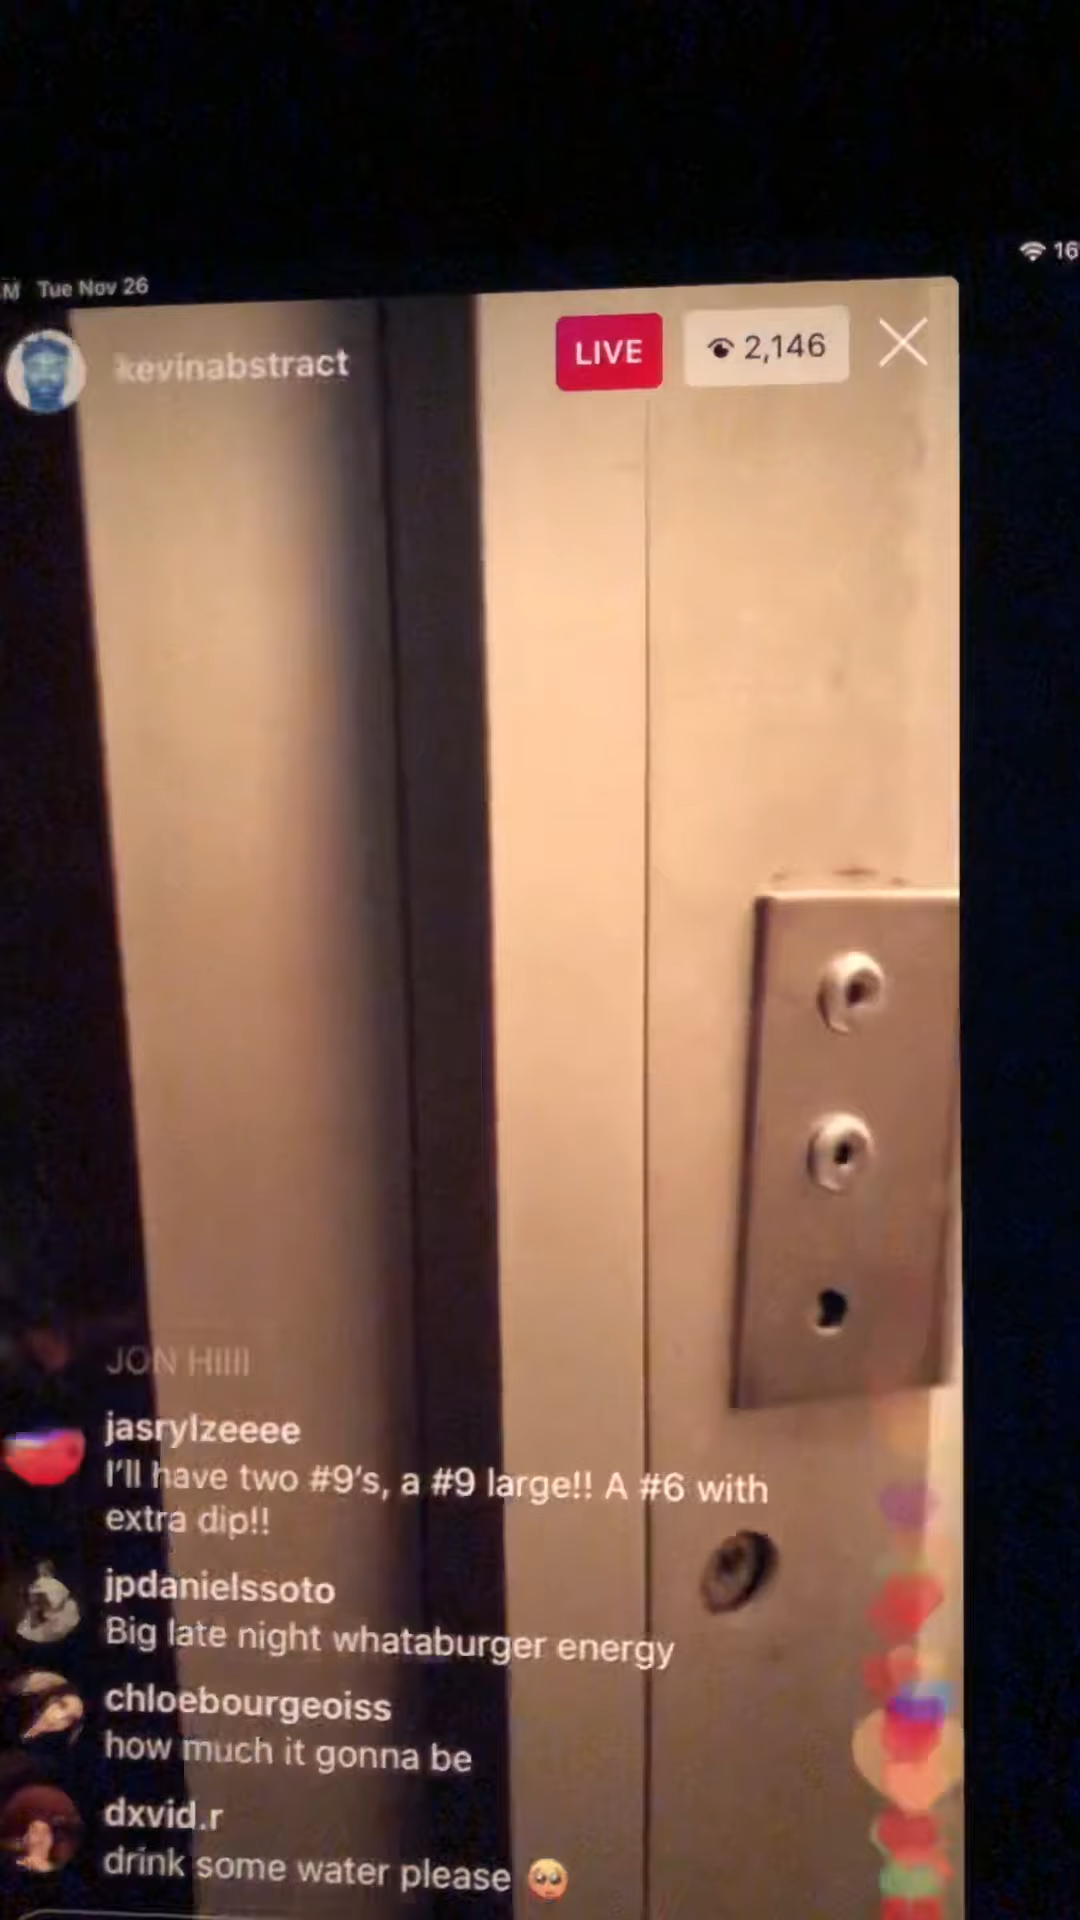 M Tue Nov 26
16
kevinabstract
LIVE
2,146
JON HIIII
jasrylzeeee
I'll have two #9's, a #9 large!! A #6 with
extra dip!!
jpdanielssoto
Big late night whataburger energy
chloebourgeoiss
how much it gonna be
dxvid.r
drink some water please 🥺